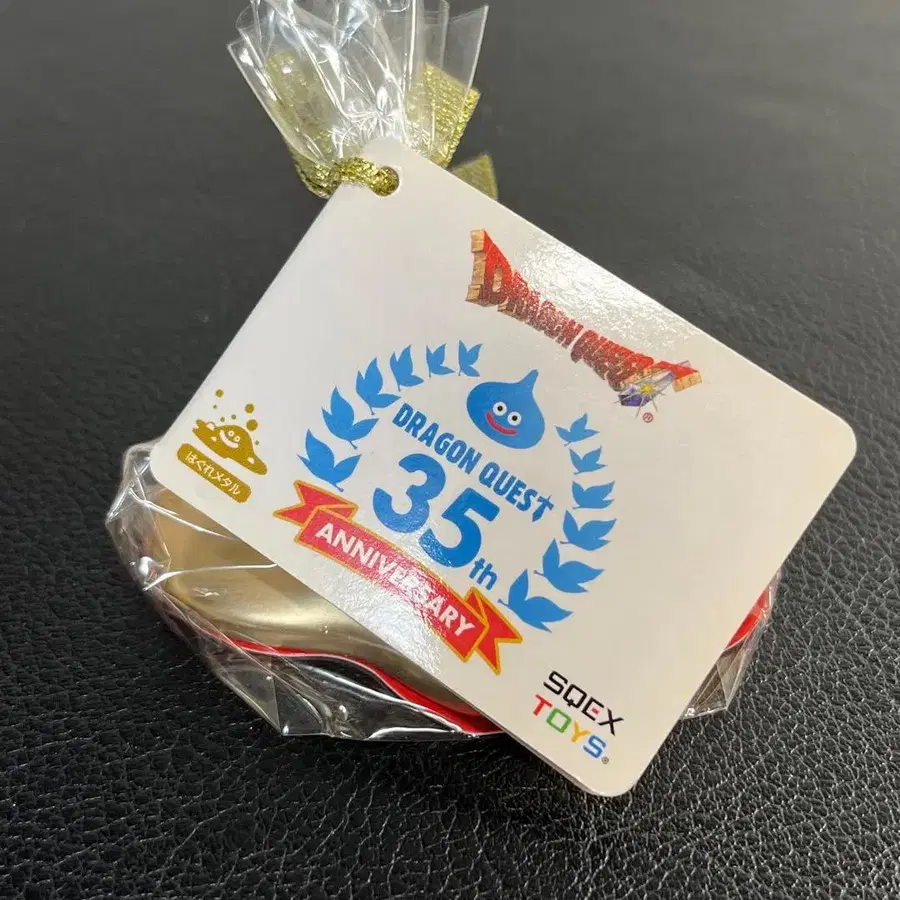 DRAGON QUEST
®
DRAGON QUEST
35th
ANNIVERSARY
はぐれメタル
SQEX
TOYS®